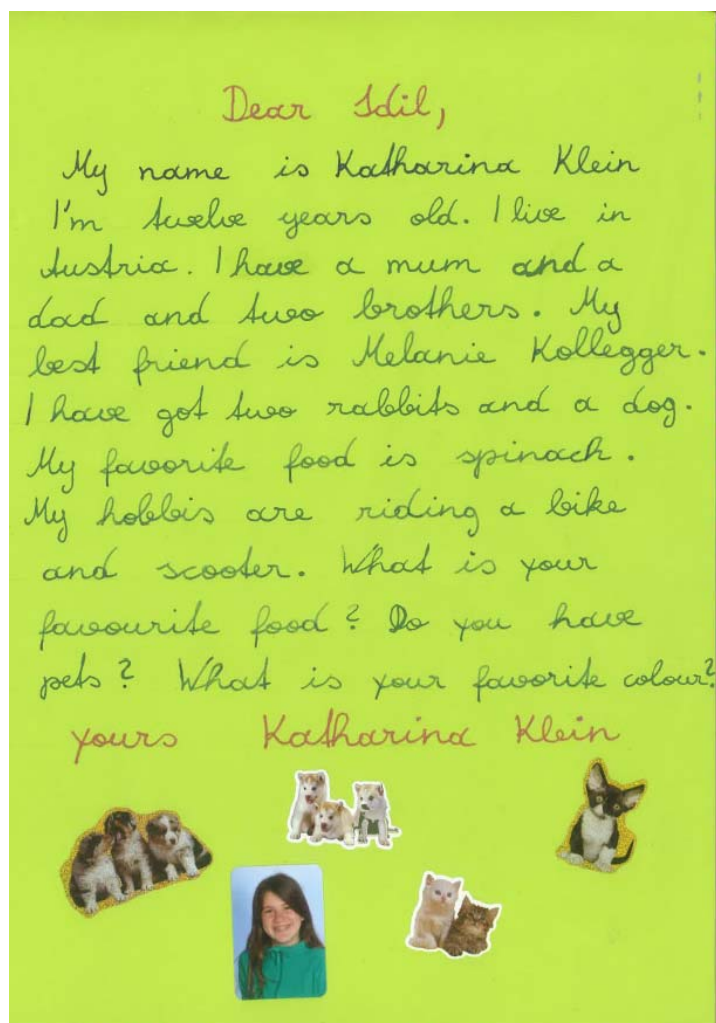 Dear Idil,
My name is Katharina Klein
I'm twelve years old. I live in
Austria. I have a mum and a
dad and two brothers. My
best friend is Melanie Kollegger.
I have got two rabbits and a dog.
My favorite food is spinach.
My hobbis are riding a bike
and scooter. What is your
favourite food? Do you have
pets? What is your favorite colour?
yours Katharina Klein